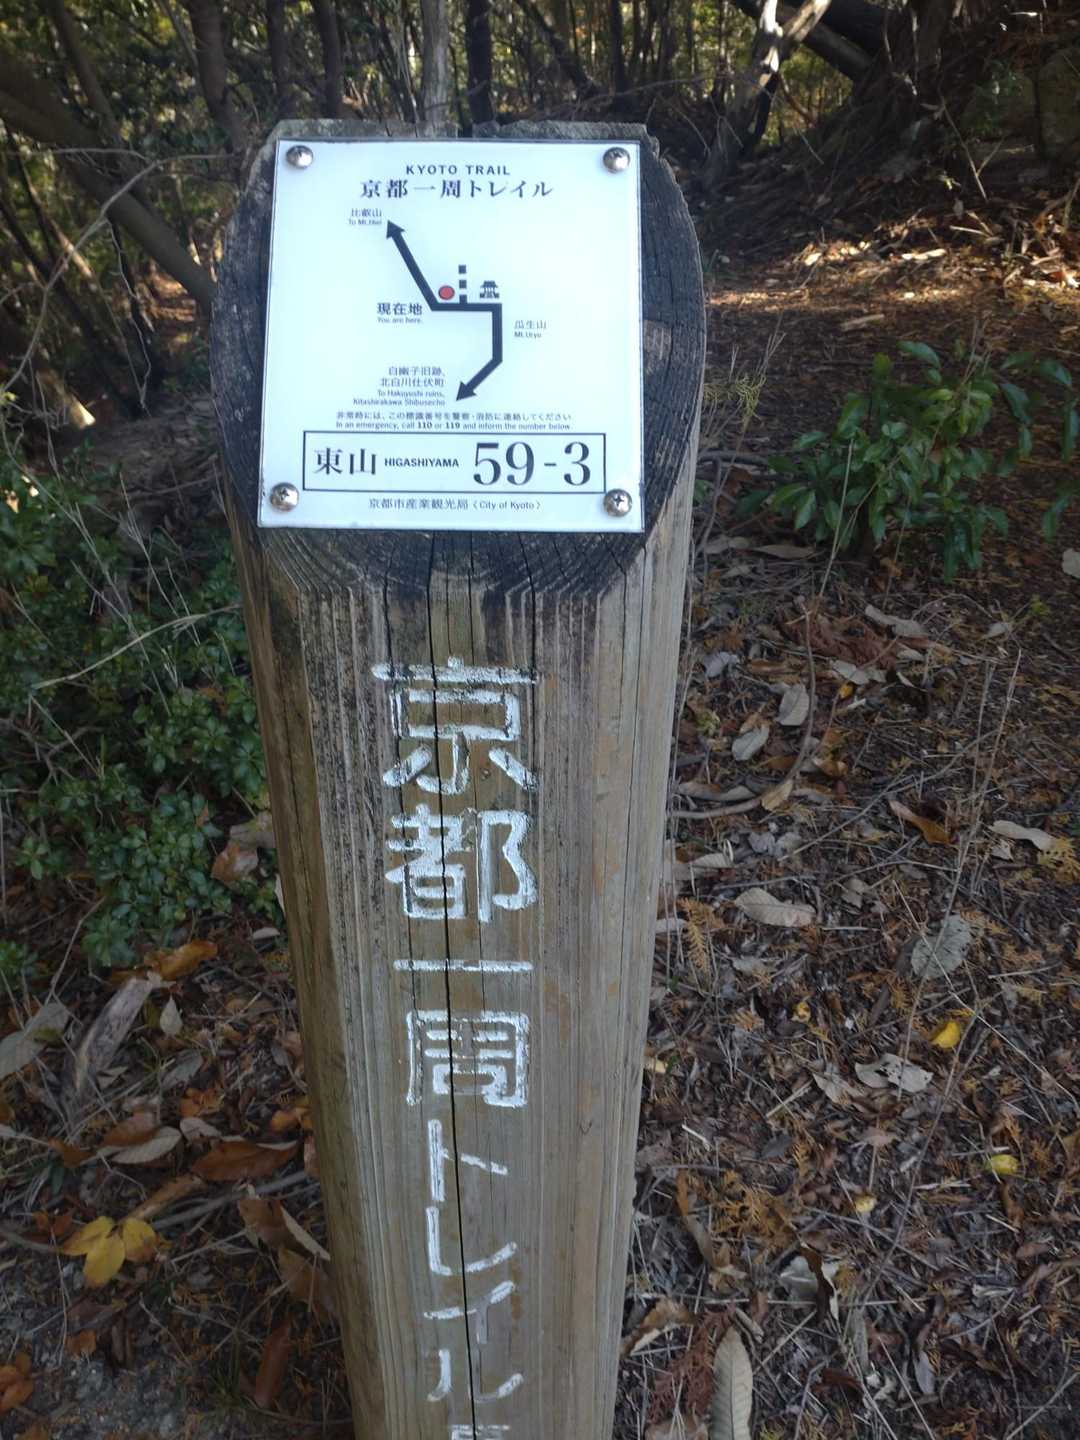 KYOTO TRAIL
京都一周トレイル
比叡山
To Mt.Hiei
現在地
You are here.
瓜生山
Mt.Uryu
白幽子旧跡、
北白川仕伏町
To Hakuyushi ruins,
Kitashirakawa Shibusecho
非常時には、この標識番号を警察・消防に連絡してください
In an emergency, call 110 or 119 and inform the number below.
東山 HIGASHIYAMA 59-3
京都市産業観光局〈City of Kyoto〉
京都一周トレイル